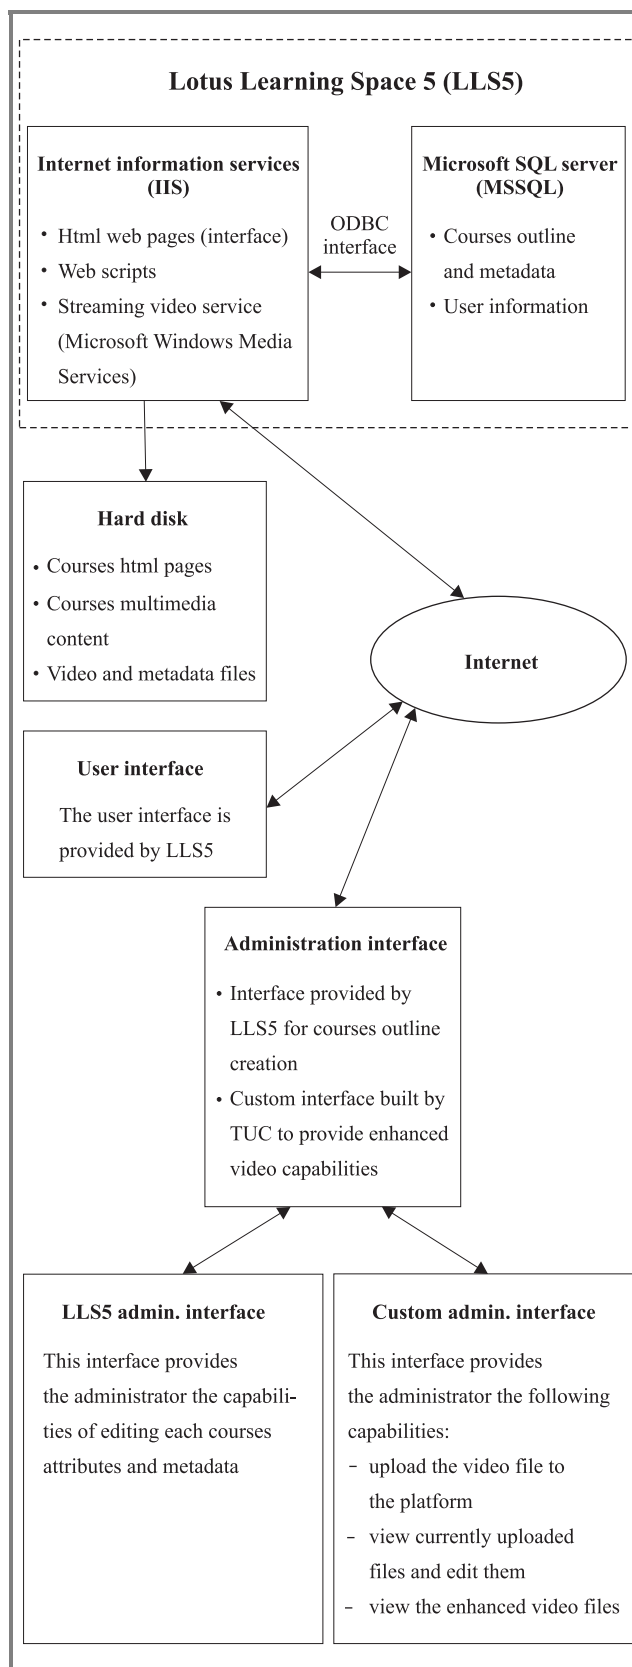 Lotus Learning Space 5 (LLS5)
Internet information services
(IIS)
• Html web pages (interface)
• Web scripts
• Streaming video service
(Microsoft Windows Media
Services)
ODBC
interface
Microsoft SQL server
(MSSQL)
• Courses outline
and metadata
• User information
Hard disk
• Courses html pages
• Courses multimedia
content
• Video and metadata files
Internet
User interface
The user interface is
provided by LLS5
Administration interface
• Interface provided by
LLS5 for courses outline
creation
• Custom interface built by
TUC to provide enhanced
video capabilities
LLS5 admin. interface
This interface provides
the administrator the capabili-
ties of editing each courses
attributes and metadata
Custom admin. interface
This interface provides
the administrator the following
capabilities:
- upload the video file to
the platform
- view currently uploaded
files and edit them
- view the enhanced video files